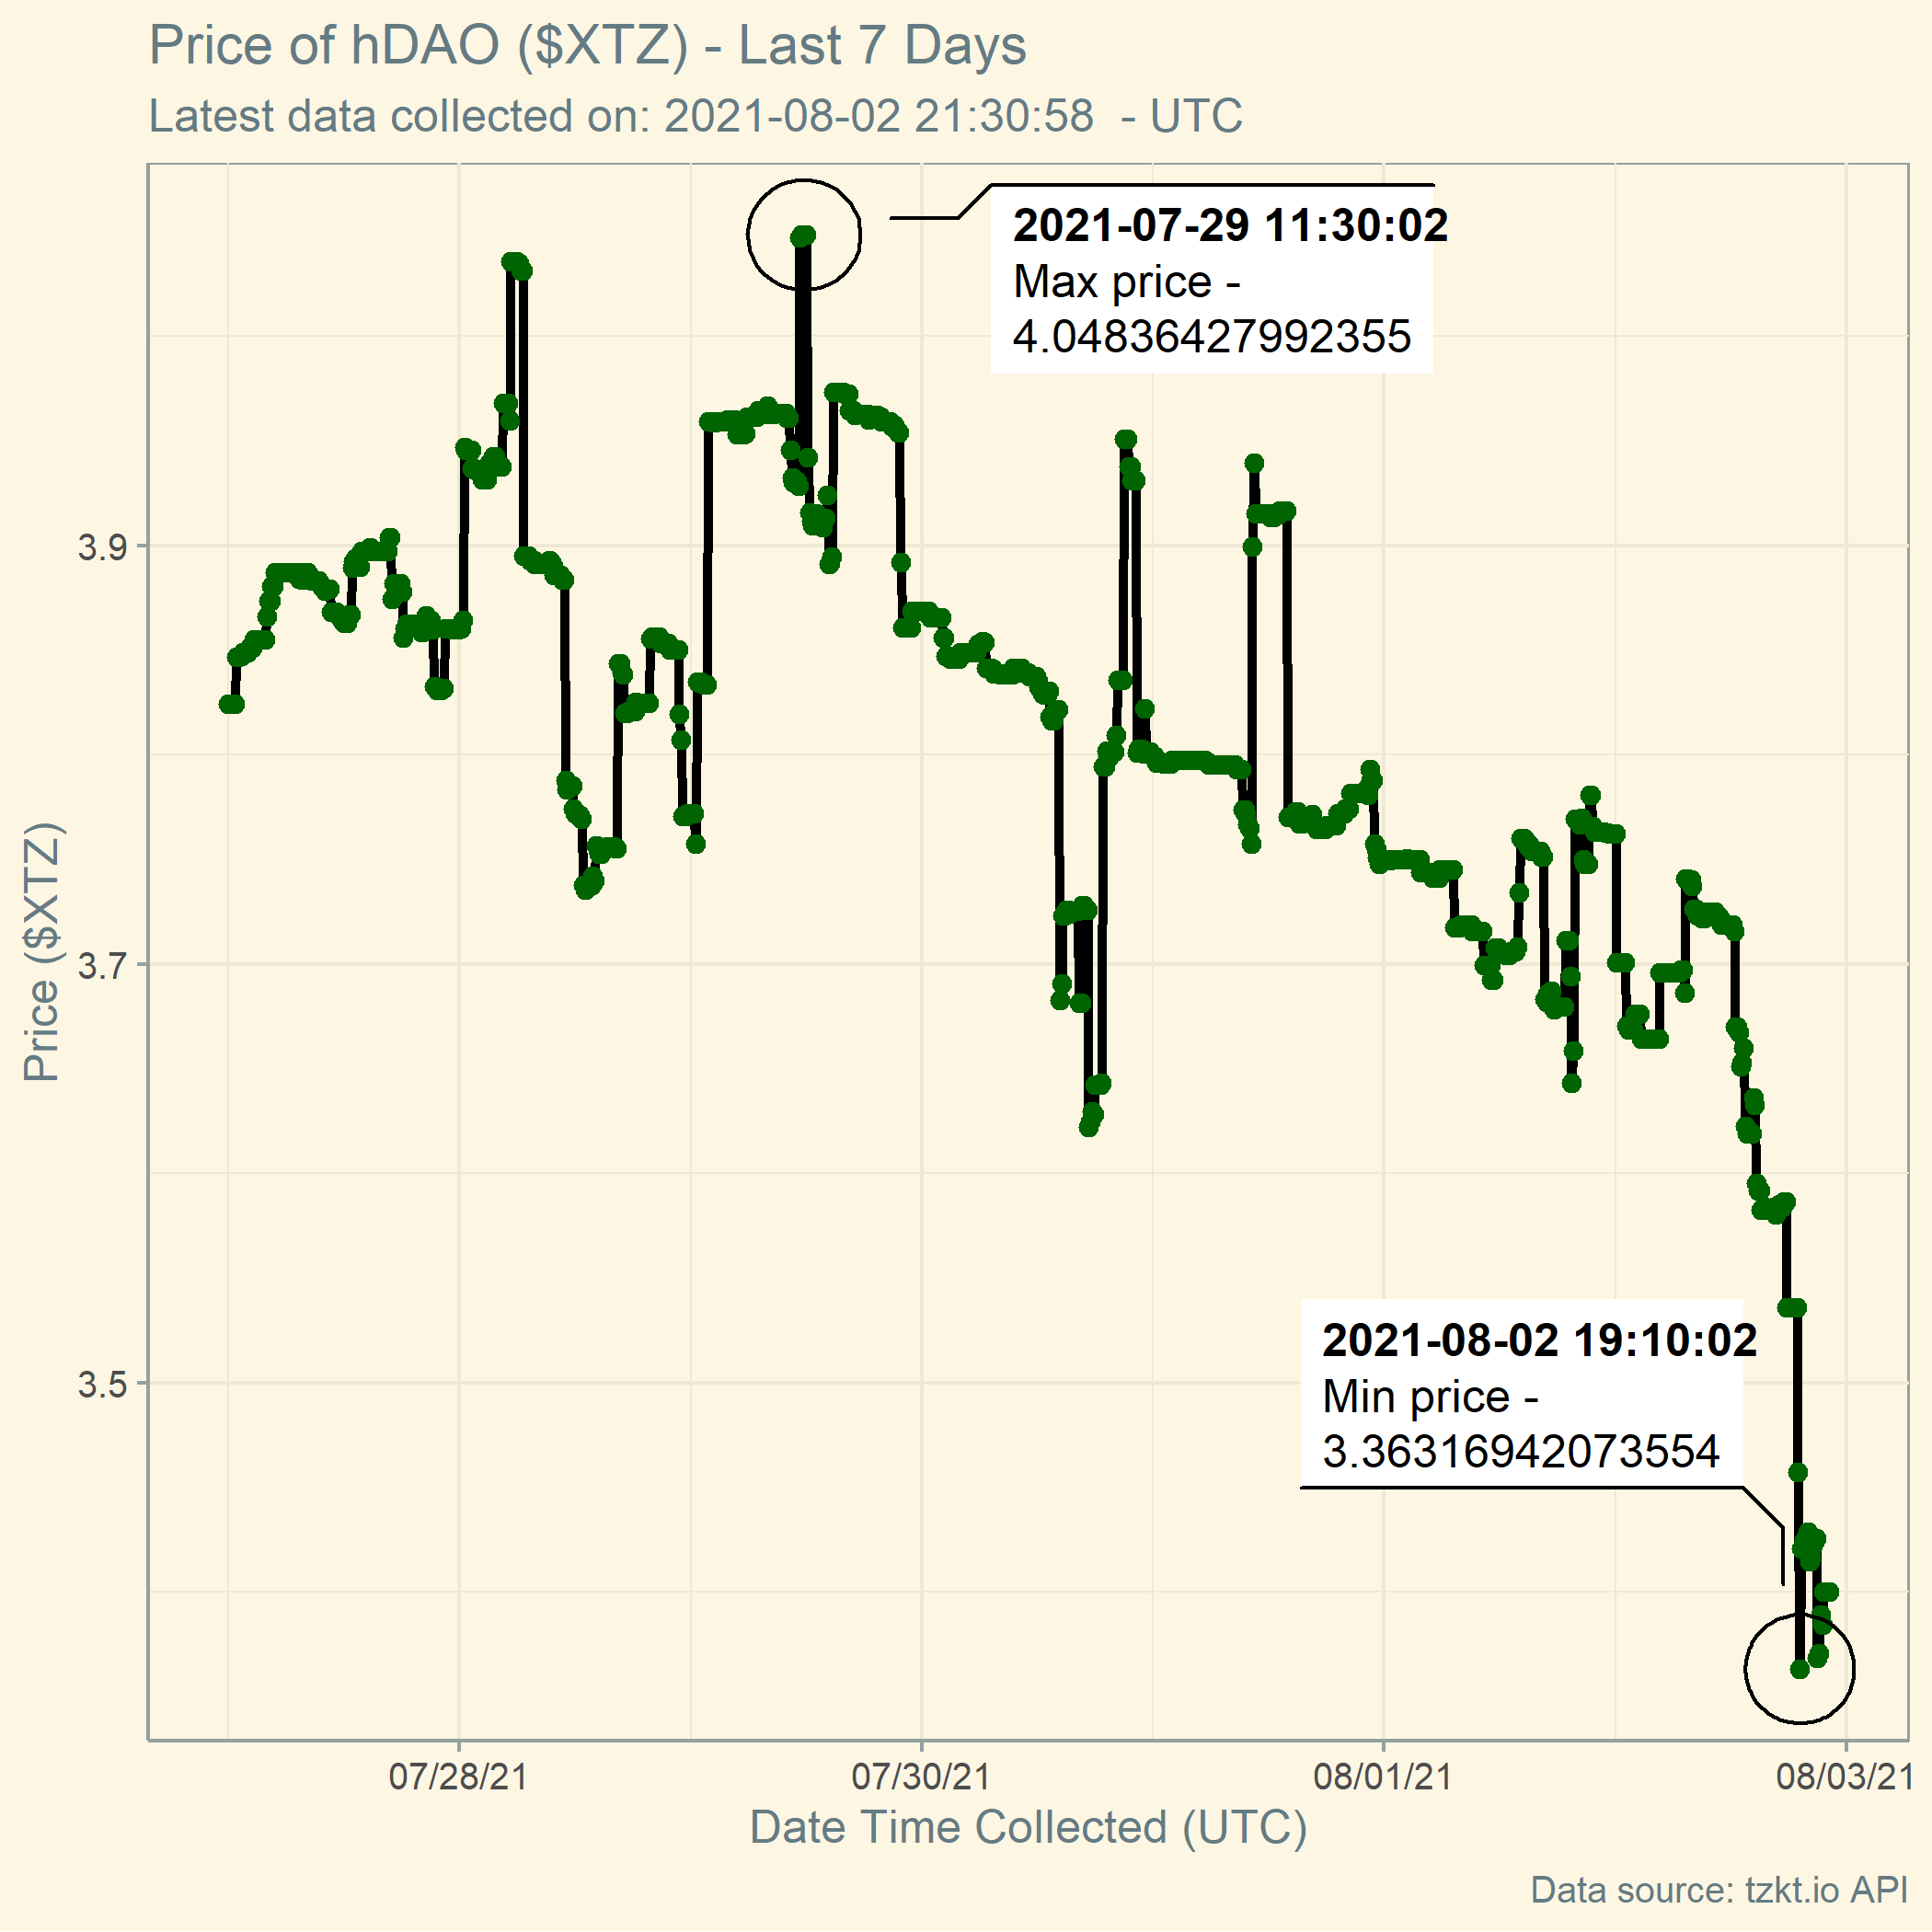 Price of hDAO ($XTZ) - Last 7 Days
Latest data collected on: 2021-08-02 21:30:58  - UTC
2021-07-29 11:30:02
Max price -
4.04836427992355
3.9
3.7
3.5
Price ($XTZ)
2021-08-02 19:10:02
Min price -
3.36316942073554
07/28/21
07/30/21
08/01/21
08/03/21
Date Time Collected (UTC)
Data source: tzkt.io API